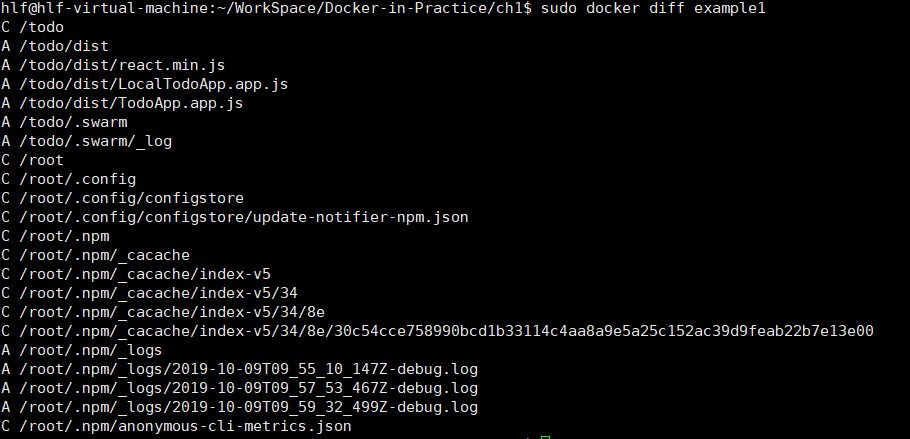 hlf@hlf-virtual-machine:~/WorkSpace/Docker-in-Practice/ch1$ sudo docker diff example1
C /todo
A /todo/dist
A /todo/dist/react.min.js
A /todo/dist/LocalTodoApp.app.js
A /todo/dist/TodoApp.app.js
A /todo/.swarm
A /todo/.swarm/_log
C /root
C /root/.config
C /root/.config/configstore
C /root/.config/configstore/update-notifier-npm.json
C /root/.npm
C /root/.npm/_cacache
C /root/.npm/_cacache/index-v5
C /root/.npm/_cacache/index-v5/34
C /root/.npm/_cacache/index-v5/34/8e
C /root/.npm/_cacache/index-v5/34/8e/30c54cce758990bcd1b33114c4aa8a9e5a25c152ac39d9feab22b7e13e00
A /root/.npm/_logs
A /root/.npm/_logs/2019-10-09T09_55_10_147Z-debug.log
A /root/.npm/_logs/2019-10-09T09_57_53_467Z-debug.log
A /root/.npm/_logs/2019-10-09T09_59_32_499Z-debug.log
C /root/.npm/anonymous-cli-metrics.json